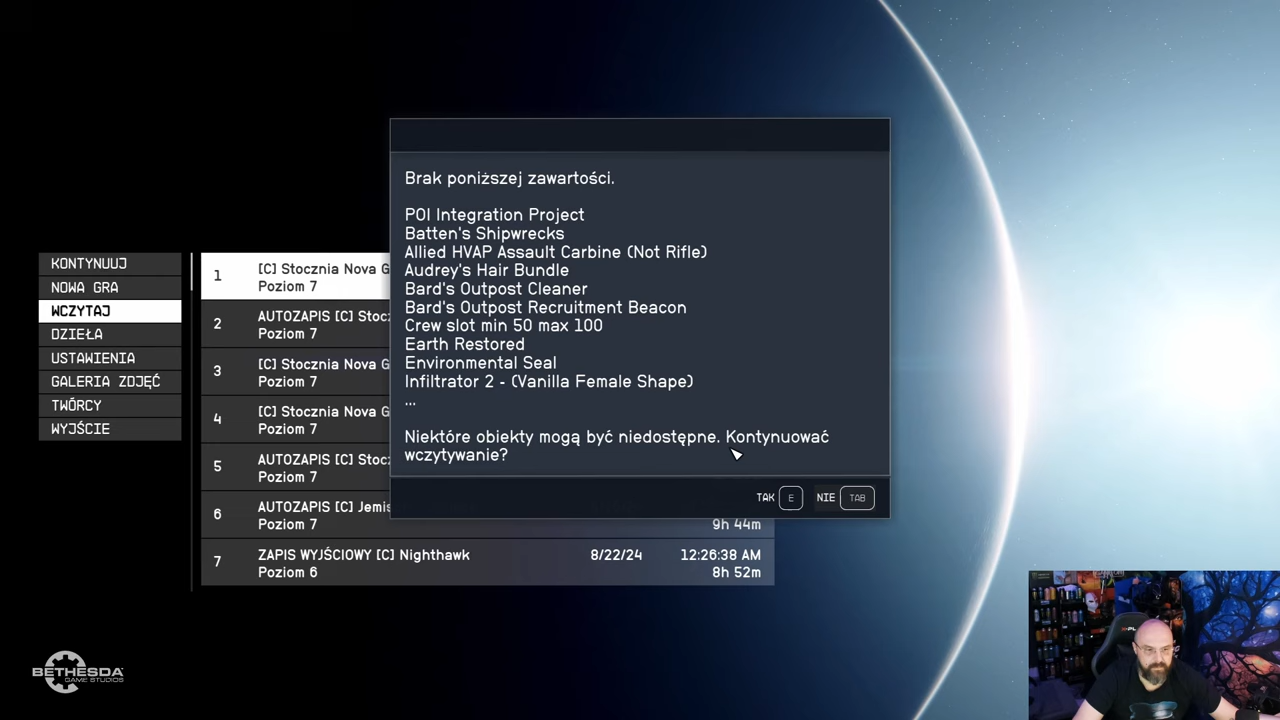 Brak poniższej zawartości.
POI Integration Project
Batten's Shipwrecks
Allied HVAP Assault Carbine (Not Rifle)
Audrey's Hair Bundle
Bard's Outpost Cleaner
Bard's Outpost Recruitment Beacon
Crew slot min 50 max 100
Earth Restored
Environmental Seal
Infiltrator 2 - (Vanilla Female Shape)
...
Niektóre obiekty mogą być niedostępne. Kontynuować
wczytywanie?
TAK E NIE TAB
KONTYNUUJ
NOWA GRA
WCZYTAJ
DZIEŁA
USTAWIENIA
GALERIA ZDJĘĆ
TWÓRCY
WYJŚCIE
1 [C] Stocznia Nova G
Poziom 7
2 AUTOZAPIS [C] Stoc
Poziom 7
3 [C] Stocznia Nova G
Poziom 7
4 [C] Stocznia Nova G
Poziom 7
5 AUTOZAPIS [C] Stoc
Poziom 7
6 AUTOZAPIS [C] Jemis
Poziom 7 9h 44m
7 ZAPIS WYJŚCIOWY [C] Nighthawk 8/22/24 12:26:38 AM
Poziom 6 8h 52m
BETHESDA
GAME STUDIOS